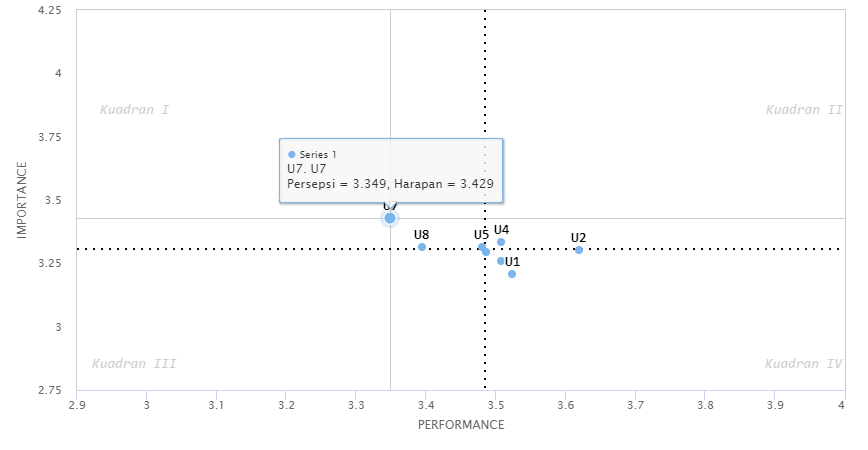 4.25
4
Kuadran I
Kuadran II
3.75
Series 1
U7. U7
Persepsi = 3.349, Harapan = 3.429
3.5
U7
U8
U5
U4
U2
U1
3.25
3
Kuadran III
Kuadran IV
2.75
IMPORTANCE
2.9
3
3.1
3.2
3.3
3.4
3.5
3.6
3.7
3.8
3.9
4
PERFORMANCE